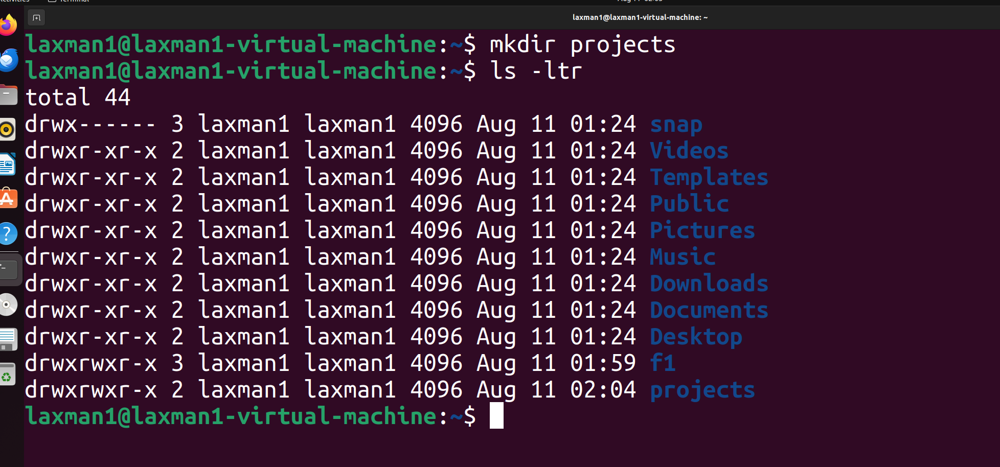 Terminal
laxman1@laxman1-virtual-machine: ~
laxman1@laxman1-virtual-machine:~$ mkdir projects
laxman1@laxman1-virtual-machine:~$ ls -ltr
total 44
drwx------ 3 laxman1 laxman1 4096 Aug 11 01:24 snap
drwxr-xr-x 2 laxman1 laxman1 4096 Aug 11 01:24 Videos
drwxr-xr-x 2 laxman1 laxman1 4096 Aug 11 01:24 Templates
drwxr-xr-x 2 laxman1 laxman1 4096 Aug 11 01:24 Public
drwxr-xr-x 2 laxman1 laxman1 4096 Aug 11 01:24 Pictures
drwxr-xr-x 2 laxman1 laxman1 4096 Aug 11 01:24 Music
drwxr-xr-x 2 laxman1 laxman1 4096 Aug 11 01:24 Downloads
drwxr-xr-x 2 laxman1 laxman1 4096 Aug 11 01:24 Documents
drwxr-xr-x 2 laxman1 laxman1 4096 Aug 11 01:24 Desktop
drwxrwxr-x 3 laxman1 laxman1 4096 Aug 11 01:59 f1
drwxrwxr-x 2 laxman1 laxman1 4096 Aug 11 02:04 projects
laxman1@laxman1-virtual-machine:~$